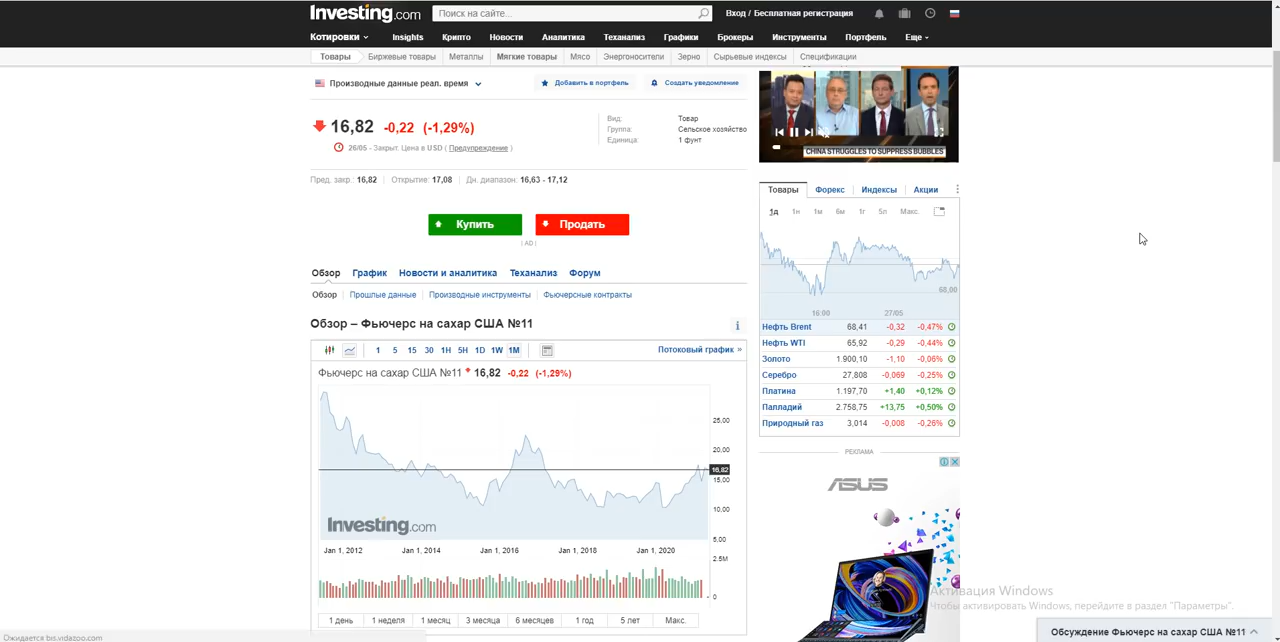 Investing.com
Поиск на сайте...
Вход / Бесплатная регистрация
Котировки Insights Крипто Новости Аналитика Теханализ Графики Брокеры Инструменты Портфель Еще
Товары Биржевые товары Металлы Мягкие товары Мясо Энергоносители Зерно Сырьевые индексы Спецификации
Производные данные реал. время
Добавить в портфель
Создать уведомление
16,82 -0,22 (-1,29%)
26/05 - Закрыт. Цена в USD ( Предупреждение )
Вид: Товар
Группа: Сельское хозяйство
Единица: 1 фунт
Пред. закр.: 16,82 Открытие: 17,08 Дн. диапазон: 16,63 - 17,12
Купить Продать
| AD |
Обзор График Новости и аналитика Теханализ Форум
Обзор Прошлые данные Производные инструменты Фьючерсные контракты
Обзор – Фьючерс на сахар США №11
1 5 15 30 1H 5H 1D 1W 1M
Потоковый график »
Фьючерс на сахар США №11 16,82 -0,22 (-1,29%)
25,00
20,00
16,82
15,00
10,00
5,00
Investing.com
Jan 1, 2012 Jan 1, 2014 Jan 1, 2016 Jan 1, 2018 Jan 1, 2020
2.5M
0
1 день 1 неделя 1 мес 3 месяца 6 месяцев 1 год 5 лет Макс.
CHINA STRUGGLES TO SUPPRESS BUBBLES
Товары Форекс Индексы Акции
1д 1н 1м 6м 1г 5л Макс.
68,00
16:00 27/05
Нефть Brent 68,41 -0,32 -0,47%
Нефть WTI 65,92 -0,29 -0,44%
Золото 1.900,10 -1,10 -0,06%
Серебро 27,808 -0,069 -0,25%
Платина 1.197,70 +1,40 +0,12%
Палладий 2.758,75 +13,75 +0,50%
Природный газ 3,014 -0,008 -0,26%
РЕКЛАМА
ASUS
Активация Windows
Чтобы активировать Windows, перейдите в раздел "Параметры".
Обсуждение Фьючерс на сахар США №11
Ожидается bis.vidazoo.com